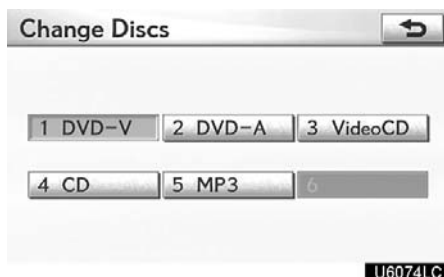 Change Discs
1 DVD-V 2 DVD-A 3 VideoCD
4 CD 5 MP3 6
U6074LC